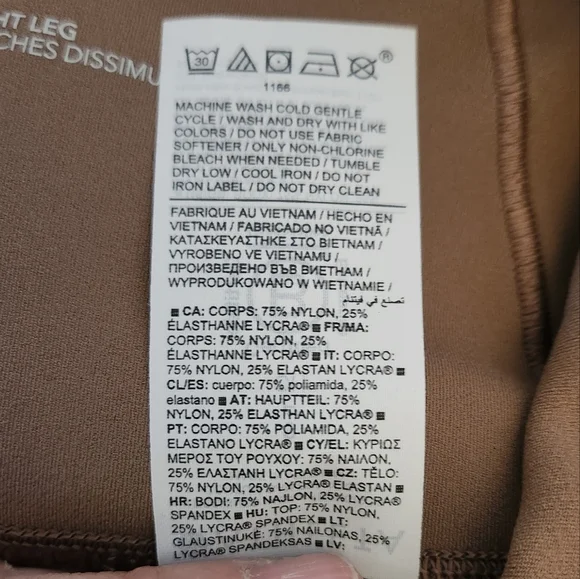 HT LEG
CHES DISSIMU
30
®
1166
MACHINE WASH COLD GENTLE
CYCLE / WASH AND DRY WITH LIKE
COLORS / DO NOT USE FABRIC
SOFTENER / ONLY NON-CHLORINE
BLEACH WHEN NEEDED / TUMBLE
DRY LOW / COOL IRON / DO NOT
IRON LABEL / DO NOT DRY CLEAN
FABRIQUE AU VIETNAM / HECHO EN
VIETNAM / FABRICADO NO VIETNÃ /
ΚΑΤΑΣΚΕΥΑΣΤΗΚΕ ΣΤΟ ΒΙΕΤΝΑΜ /
VYROBENO VE VIETNAMU /
ПРОИЗВЕДЕНО ВЪВ ВИЕТНАМ /
WYPRODUKOWANO W WIETNAMIE /
تصنع في فيتنام
CA: CORPS: 75% NYLON, 25%
ÉLASTHANNE LYCRA® FR/MA:
CORPS: 75% NYLON, 25%
ÉLASTHANNE LYCRA® IT: CORPO:
75% NYLON, 25% ELASTAN LYCRA®
CL/ES: cuerpo: 75% poliamida, 25%
elastano AT: HAUPTTEIL: 75%
NYLON, 25% ELASTHAN LYCRA®
PT: CORPO: 75% POLIAMIDA, 25%
ELASTANO LYCRA® CY/EL: ΚΥΡΙΩΣ
ΜΕΡΟΣ ΤΟΥ ΡΟΥΧΟΥ: 75% ΝΑΙΛΟΝ,
25% ΕΛΑΣΤΑΝΗ LYCRA® CZ: TĚLO:
75% NYLON, 25% LYCRA® ELASTAN
HR: BODI: 75% NAJLON, 25% LYCRA®
SPANDEX HU: TOP: 75% NYLON,
25% LYCRA® SPANDEX LT:
GLAUSTINUKĖ: 75% NAILONAS, 25%
LYCRA® SPANDEKSAS LV: